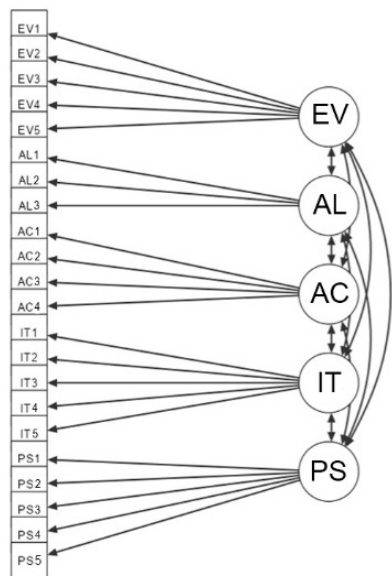 EV1
EV2
EV3
EV4
EV5
AL1
AL2
AL3
AC1
AC2
AC3
AC4
IT1
IT2
IT3
IT4
IT5
PS1
PS2
PS3
PS4
PS5
EV
AL
AC
IT
PS